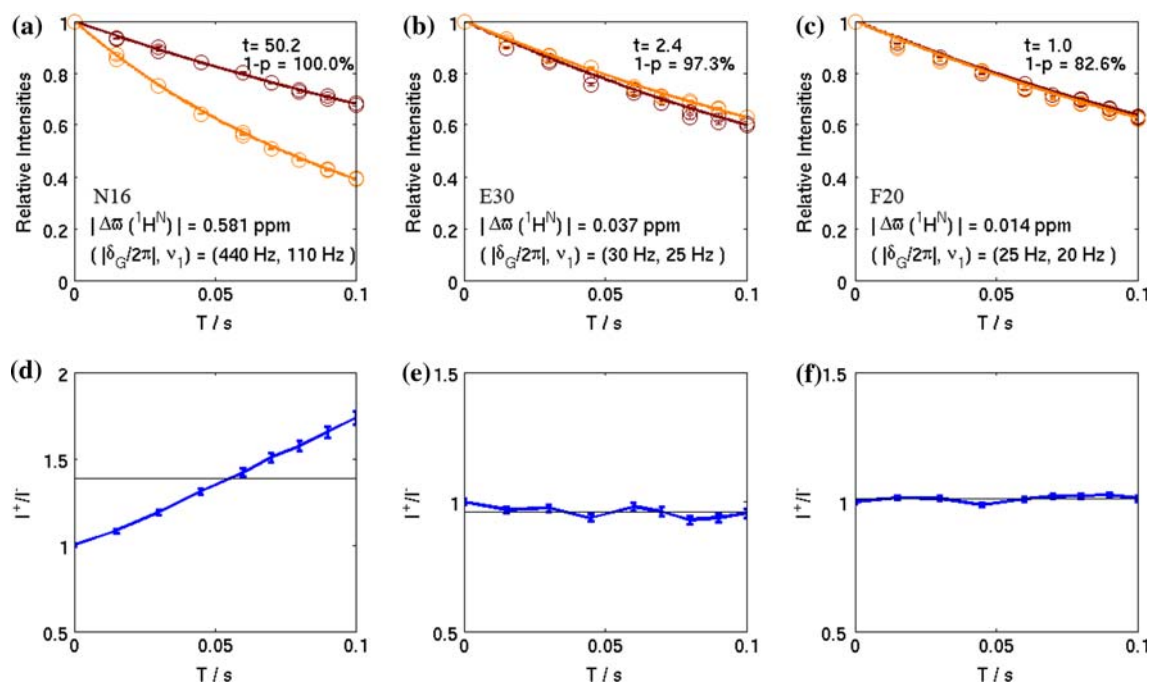 (a)
t= 50.2
1-p = 100.0%
N16
|Δϖ (¹Hᴺ)| = 0.581 ppm
( |δ_G/2π|, ν₁) = (440 Hz, 110 Hz )
Relative Intensities
1
0.8
0.6
0.4
0.2
0
0
0.05
0.1
T / s
(b)
t= 2.4
1-p = 97.3%
E30
|Δϖ (¹Hᴺ)| = 0.037 ppm
( |δ_G/2π|, ν₁) = (30 Hz, 25 Hz )
Relative Intensities
1
0.8
0.6
0.4
0.2
0
0
0.05
0.1
T / s
(c)
t= 1.0
1-p = 82.6%
F20
|Δϖ (¹Hᴺ)| = 0.014 ppm
( |δ_G/2π|, ν₁) = (25 Hz, 20 Hz )
Relative Intensities
1
0.8
0.6
0.4
0.2
0
0
0.05
0.1
T / s
(d)
I⁺/I⁻
2
1.5
1
0.5
0
0.05
0.1
T / s
(e)
I⁺/I⁻
1.5
1
0.5
0
0.05
0.1
T / s
(f)
I⁺/I⁻
1.5
1
0.5
0
0.05
0.1
T / s